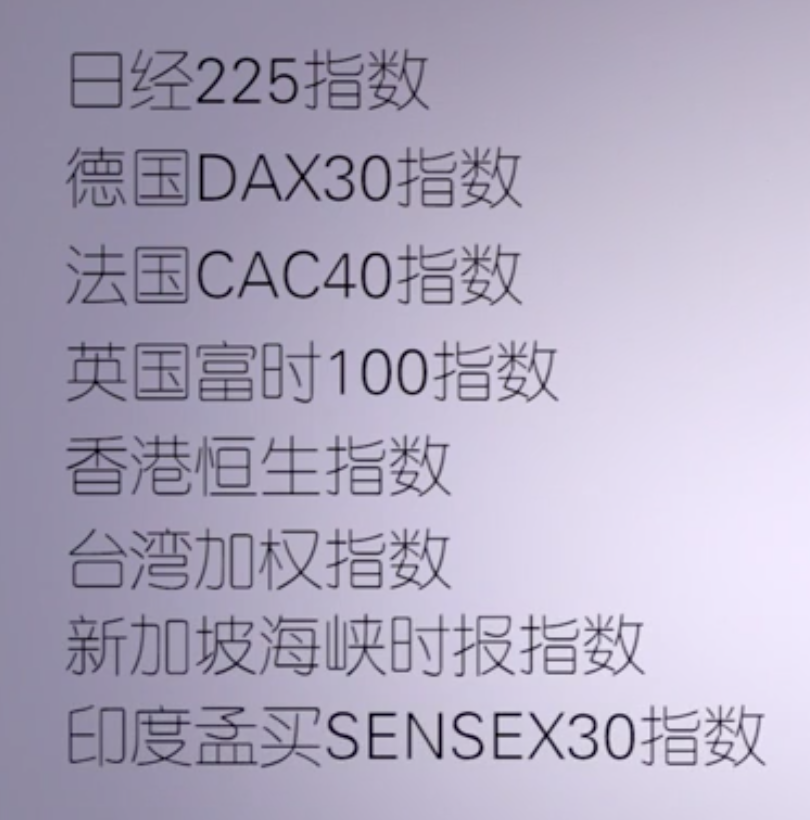 日经225指数
德国DAX30指数
法国CAC40指数
英国富时100指数
香港恒生指数
台湾加权指数
新加坡海峡时报指数
印度孟买SENSEX30指数